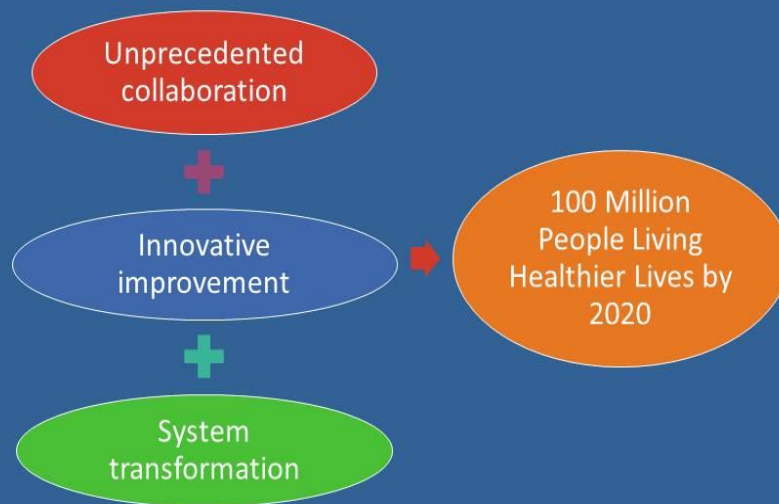 Unprecedented
collaboration
Innovative
improvement
System
transformation
100 Million
People Living
Healthier Lives by
2020